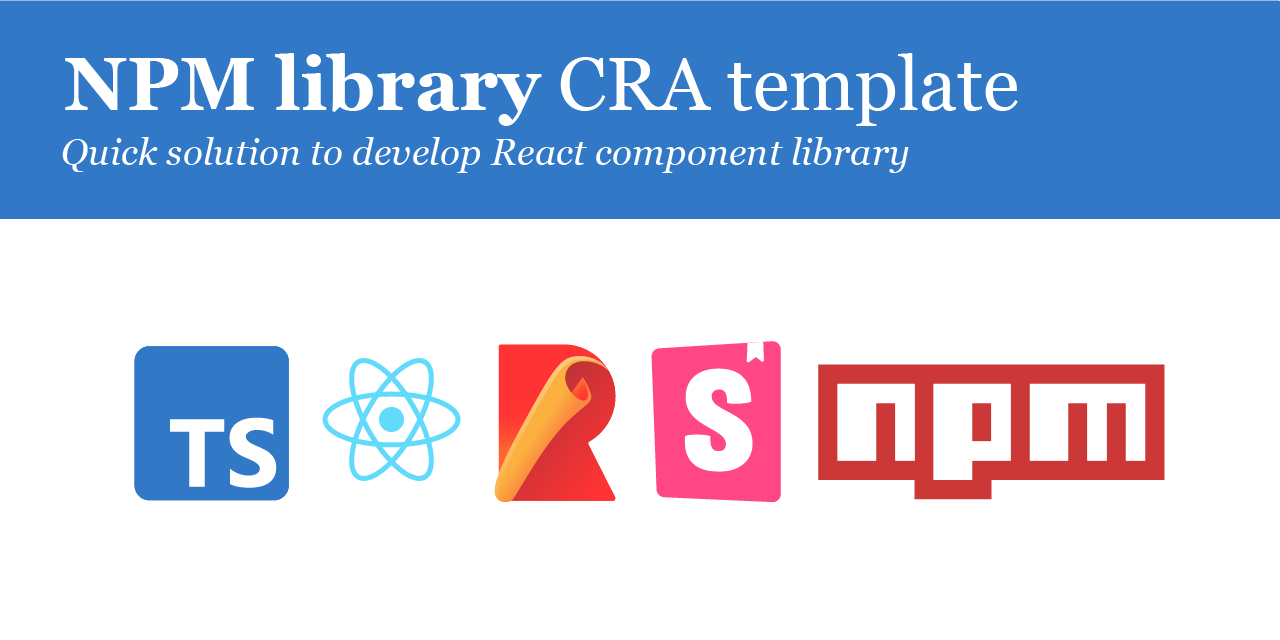 NPM library CRA template
Quick solution to develop React component library
TS
S
npm